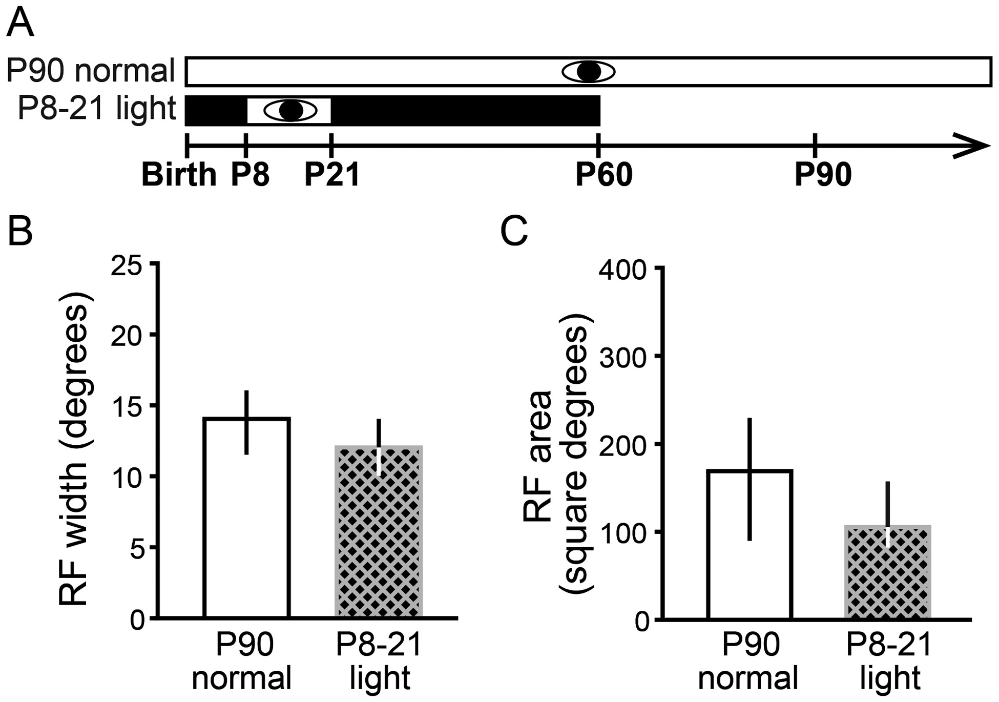 A
P90 normal
P8-21 light
Birth P8 P21 P60 P90
B
RF width (degrees)
25
20
15
10
5
0
P90
normal
P8-21
light
C
RF area
(square degrees)
400
300
200
100
0
P90
normal
P8-21
light